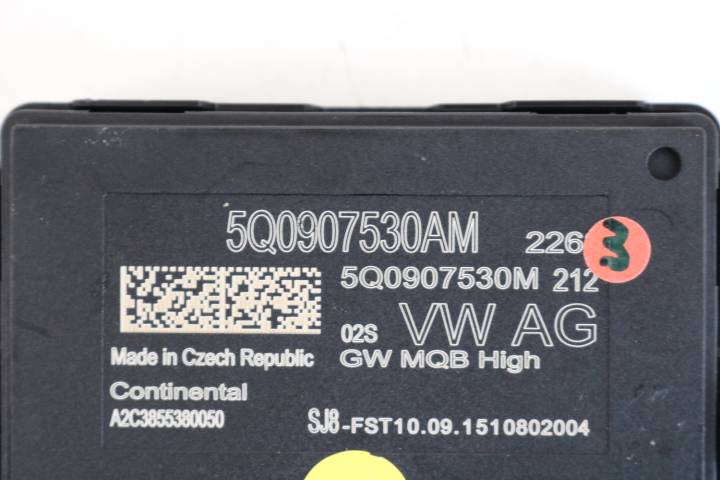 5Q0907530AM 226
5Q0907530M 212
02S VW AG
Made in Czech Republic GW MQB High
Continental
A2C3855380050 SJ8-FST10.09.1510802004
3